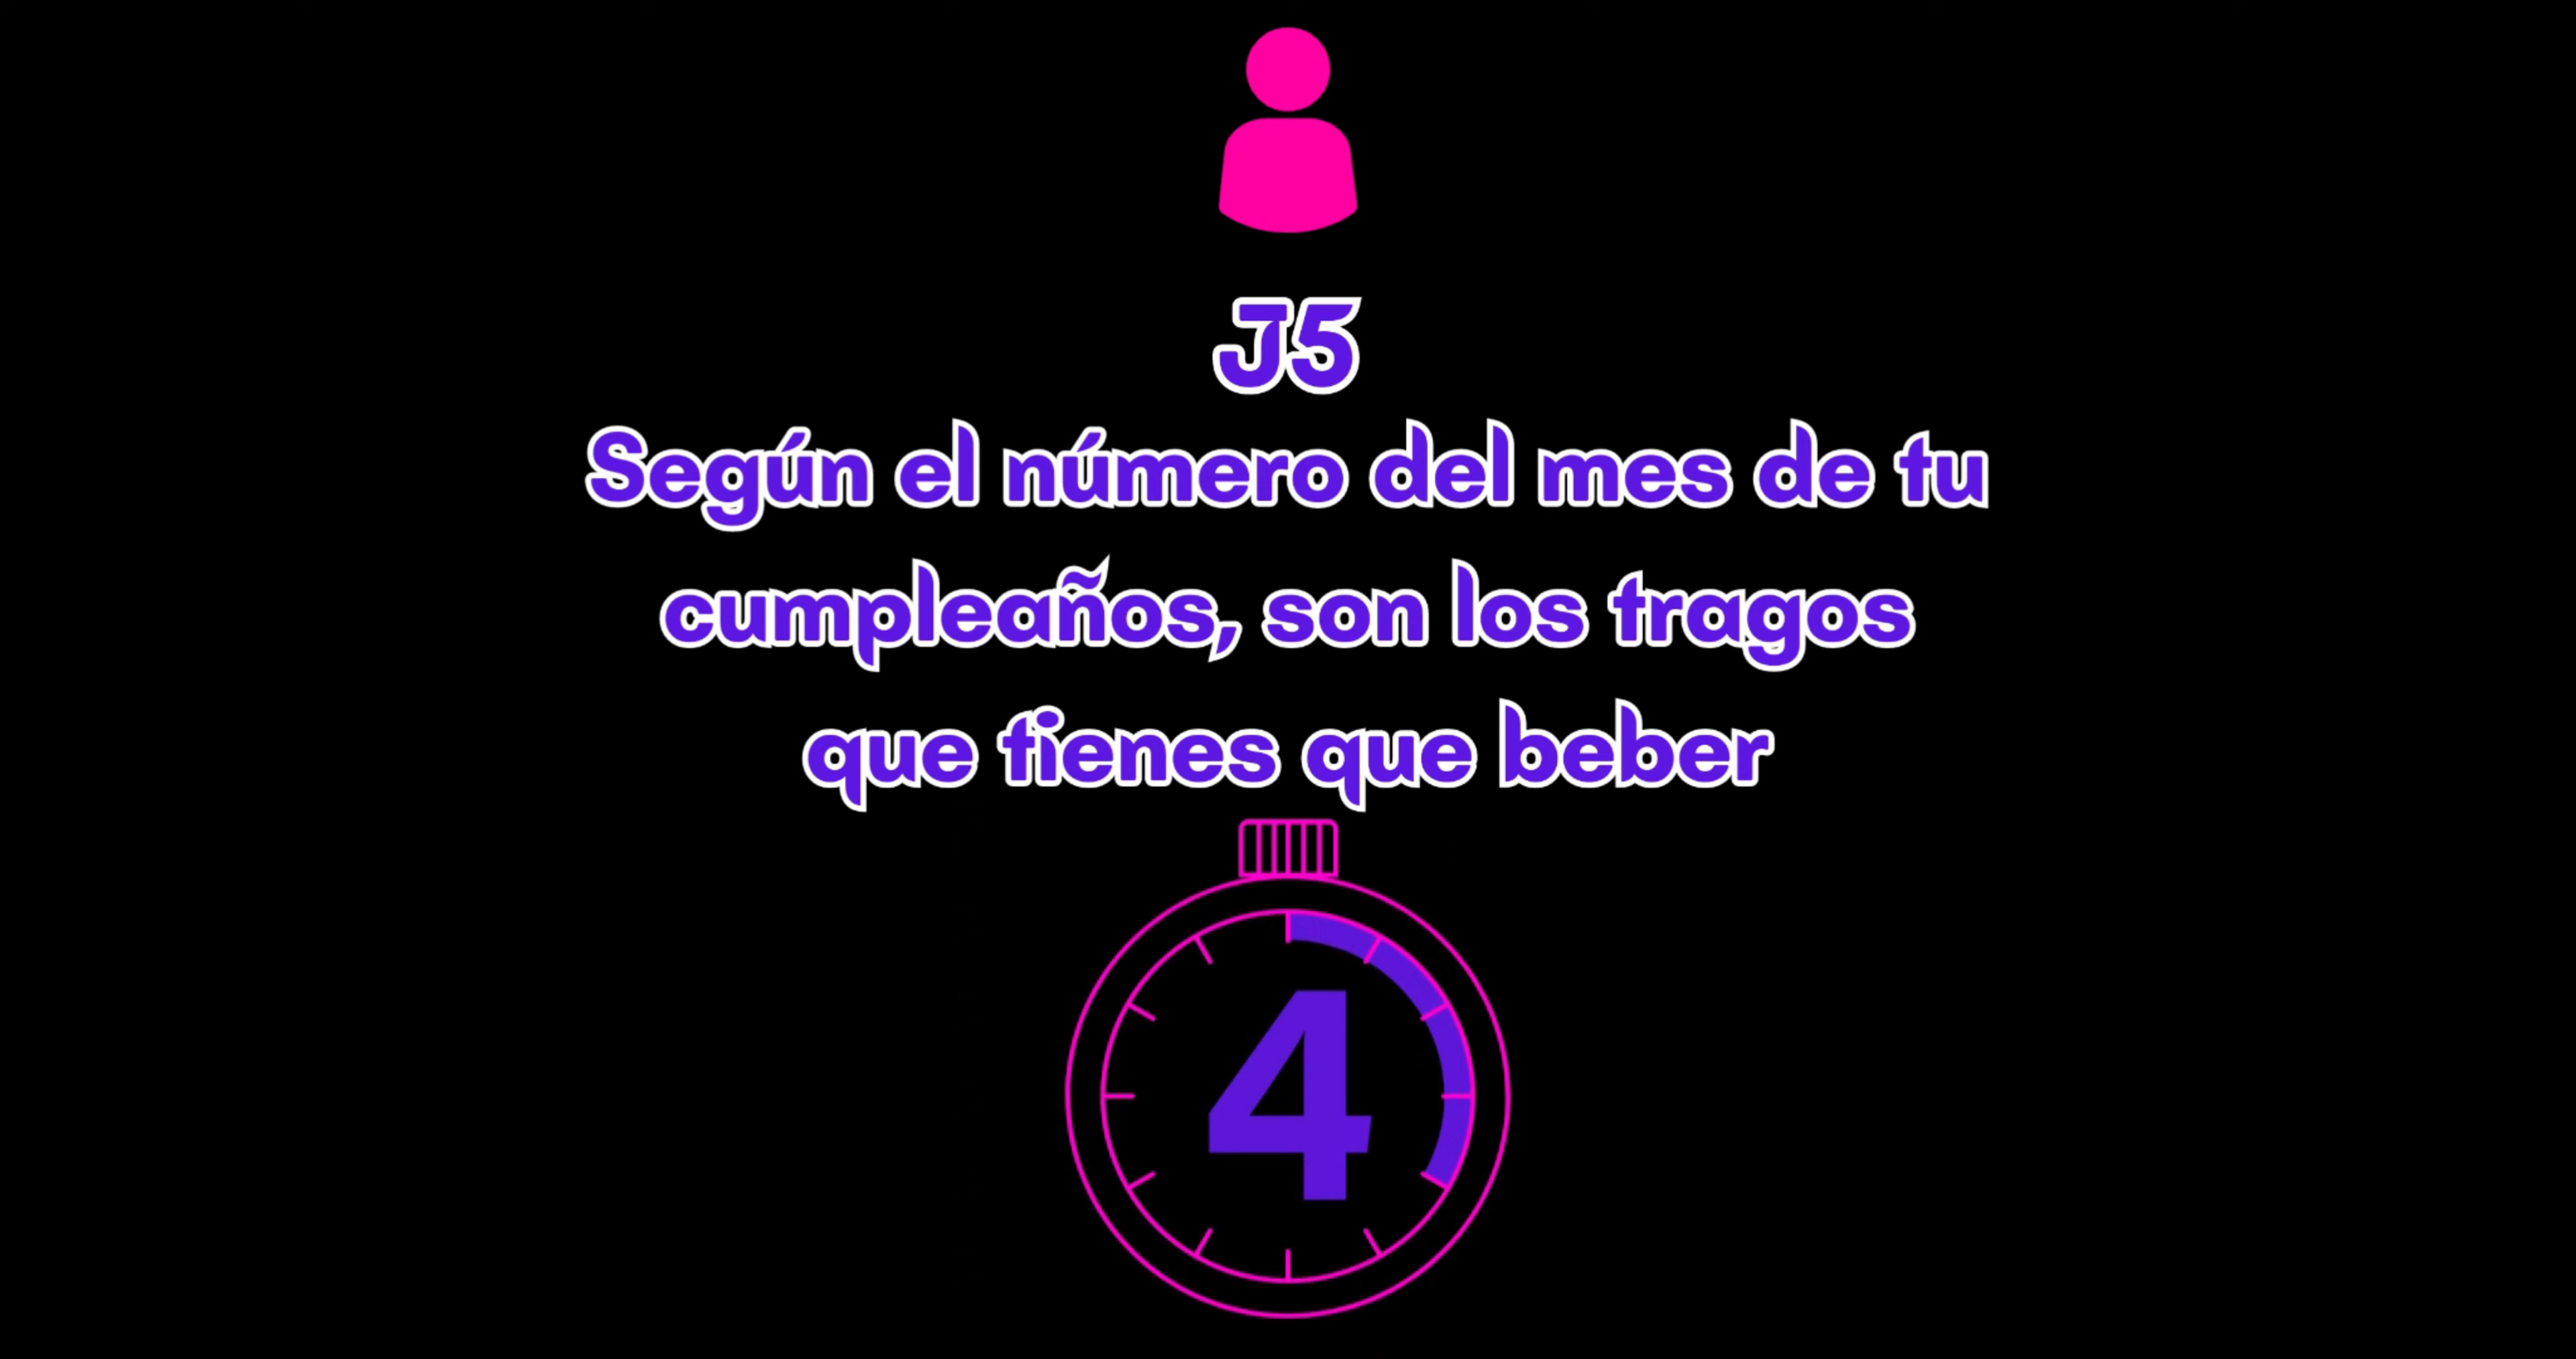 J5
Según el número del mes de tu
cumpleaños, son los tragos
que tienes que beber
4